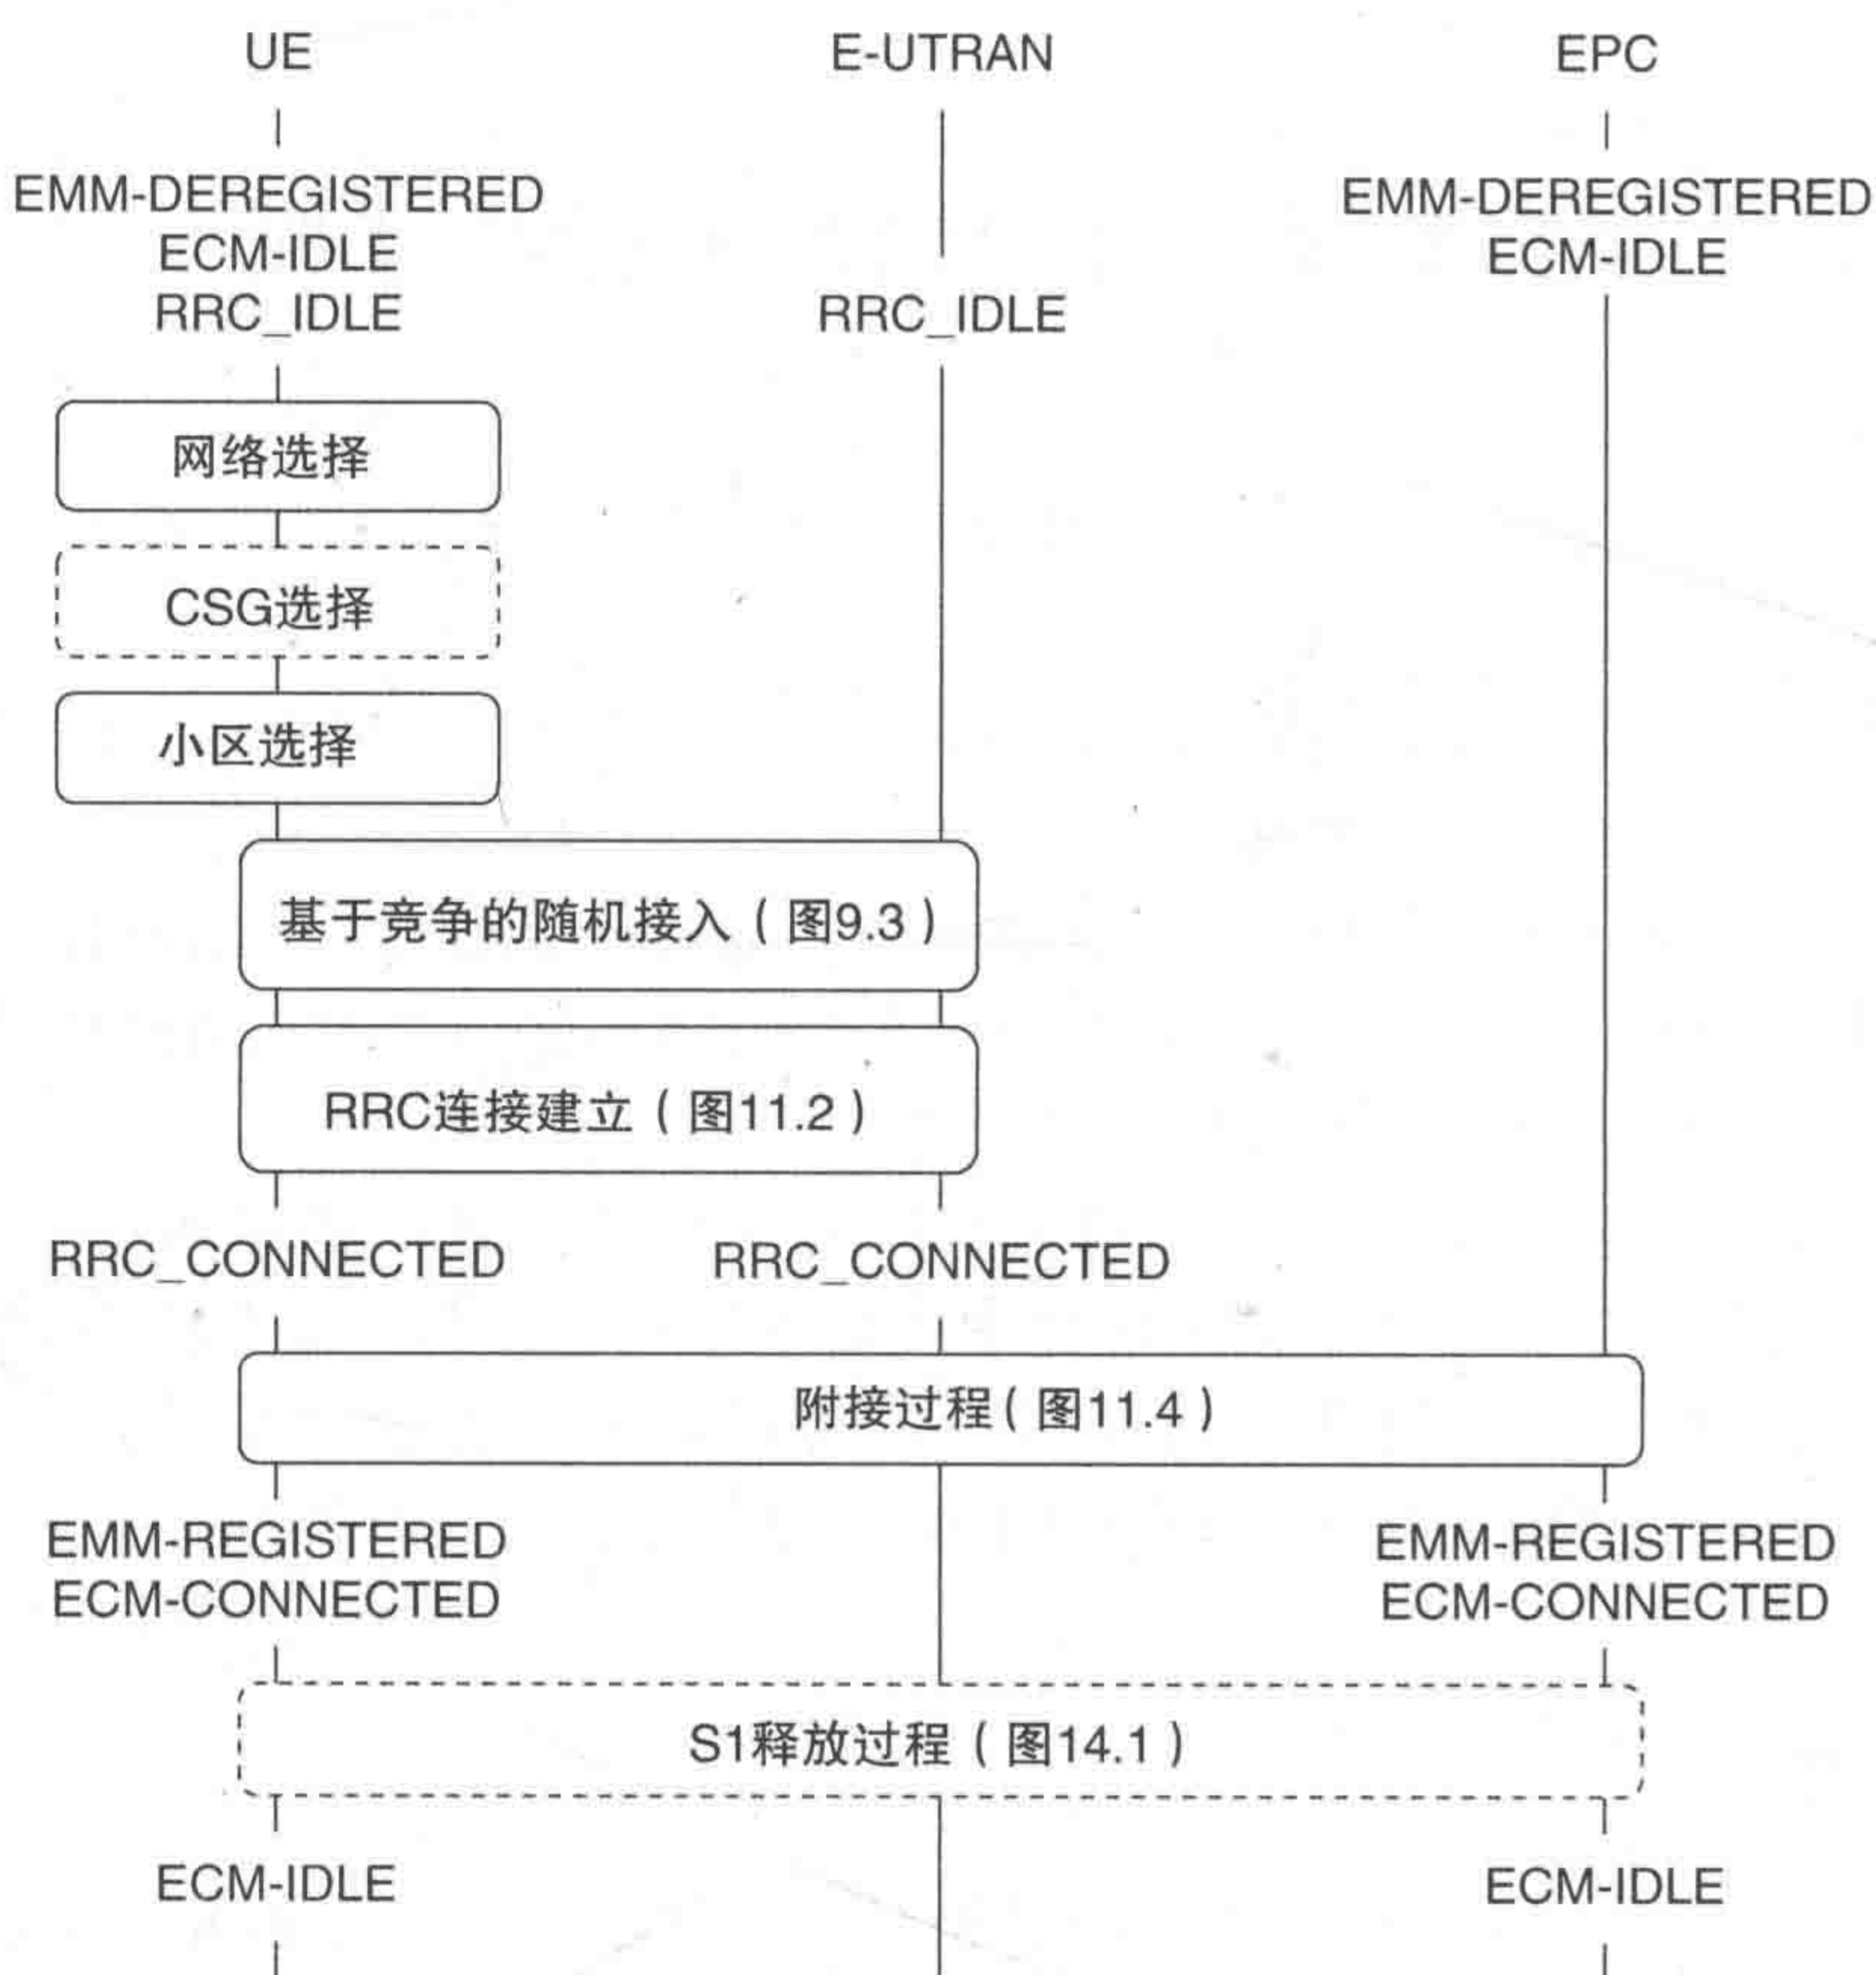 UE
E-UTRAN
EPC
EMM-DEREGISTERED
ECM-IDLE
RRC_IDLE
RRC_IDLE
EMM-DEREGISTERED
ECM-IDLE
网络选择
CSG选择
小区选择
基于竞争的随机接入（图9.3）
RRC连接建立（图11.2）
RRC_CONNECTED
RRC_CONNECTED
附接过程（图11.4）
EMM-REGISTERED
ECM-CONNECTED
EMM-REGISTERED
ECM-CONNECTED
S1释放过程（图14.1）
ECM-IDLE
ECM-IDLE